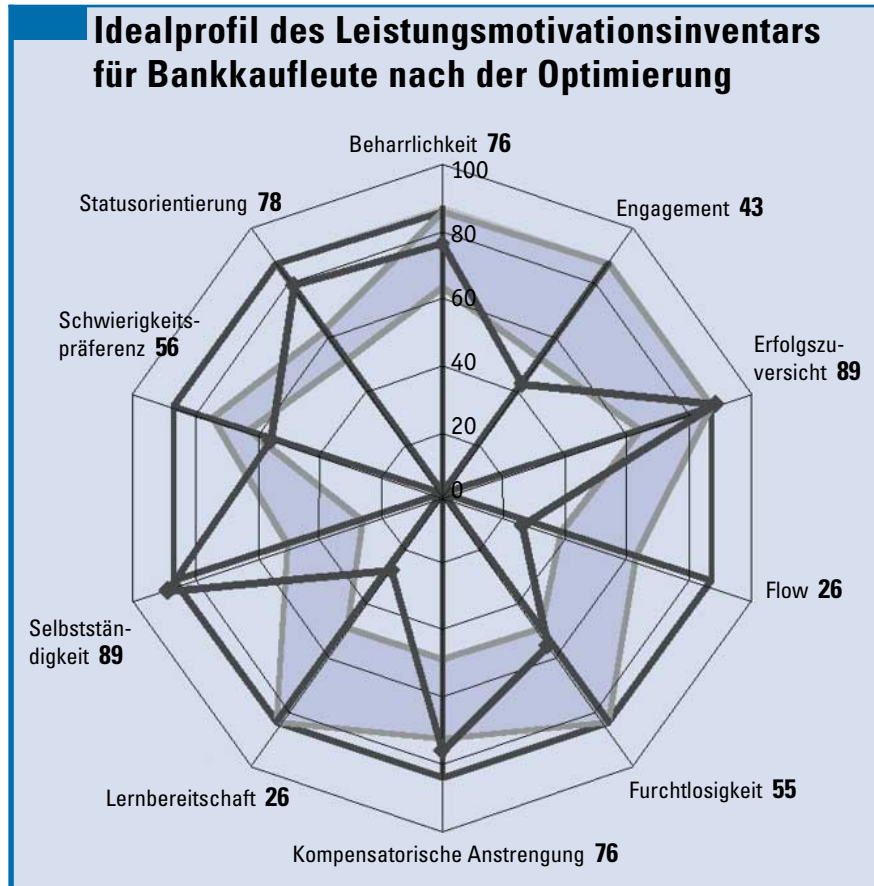 Idealprofil des Leistungsmotivationsinventars
für Bankkaufleute nach der Optimierung
Beharrlichkeit 76
100
Statusorientierung 78
Engagement 43
80
60
Schwierigkeits-
präferenz 56
Erfolgszu-
versicht 89
40
20
0
Flow 26
Selbststän-
digkeit 89
Lernbereitschaft 26
Furchtlosigkeit 55
Kompensatorische Anstrengung 76